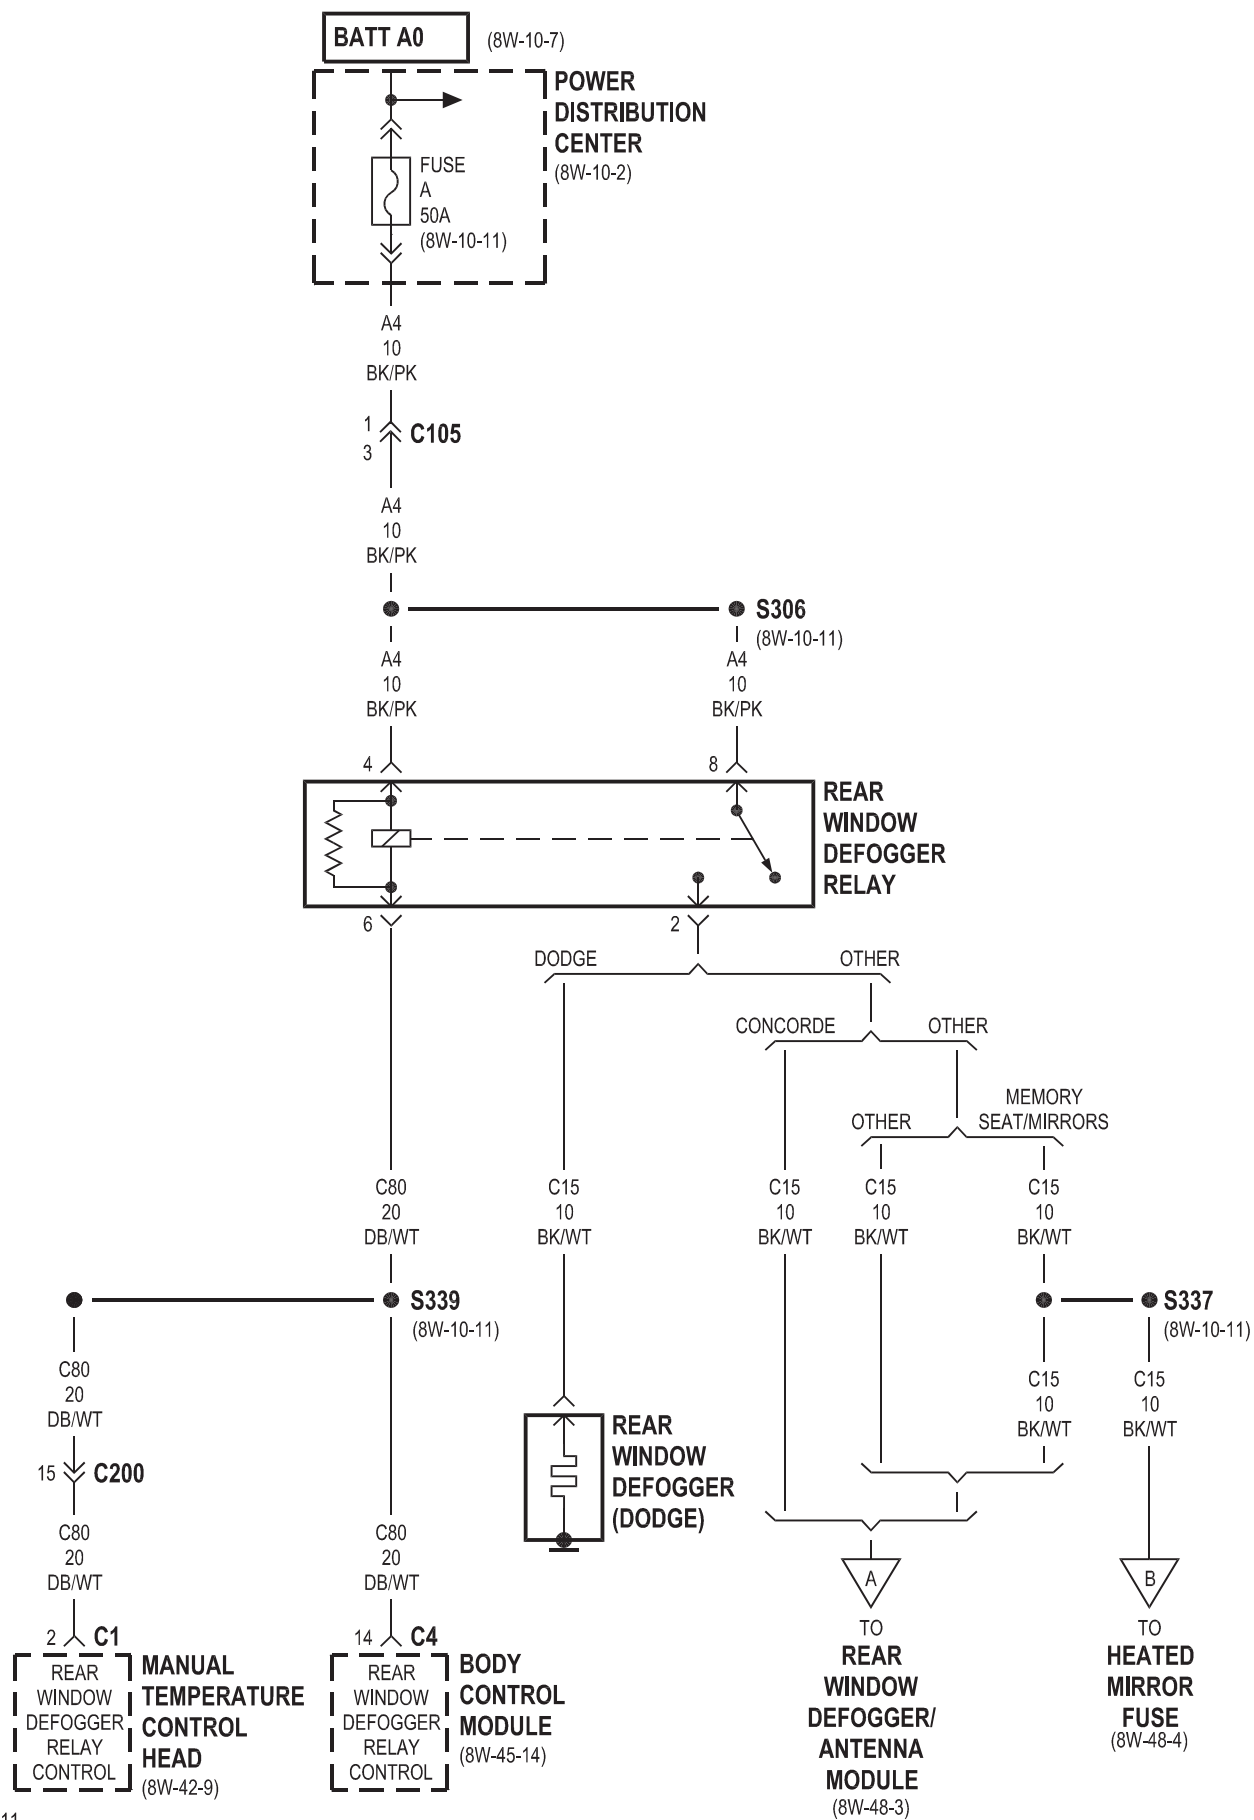 BATT A0
(8W-10-7)
POWER
DISTRIBUTION
CENTER
(8W-10-2)
FUSE
A
50A
(8W-10-11)
A4
10
BK/PK
1
C105
3
A4
10
BK/PK
S306
(8W-10-11)
A4
10
BK/PK
A4
10
BK/PK
4
8
REAR
WINDOW
DEFOGGER
RELAY
6
2
DODGE
OTHER
CONCORDE
OTHER
MEMORY
SEAT/MIRRORS
OTHER
C80
20
DB/WT
C15
10
BK/WT
C15
10
BK/WT
C15
10
BK/WT
C15
10
BK/WT
S339
(8W-10-11)
S337
(8W-10-11)
C80
20
DB/WT
C15
10
BK/WT
C15
10
BK/WT
15
C200
REAR
WINDOW
DEFOGGER
(DODGE)
C80
20
DB/WT
C80
20
DB/WT
A
B
2
C1
14
C4
REAR
WINDOW
DEFOGGER
RELAY
CONTROL
MANUAL
TEMPERATURE
CONTROL
HEAD
(8W-42-9)
REAR
WINDOW
DEFOGGER
RELAY
CONTROL
BODY
CONTROL
MODULE
(8W-45-14)
TO
REAR
WINDOW
DEFOGGER/
ANTENNA
MODULE
(8W-48-3)
TO
HEATED
MIRROR
FUSE
(8W-48-4)